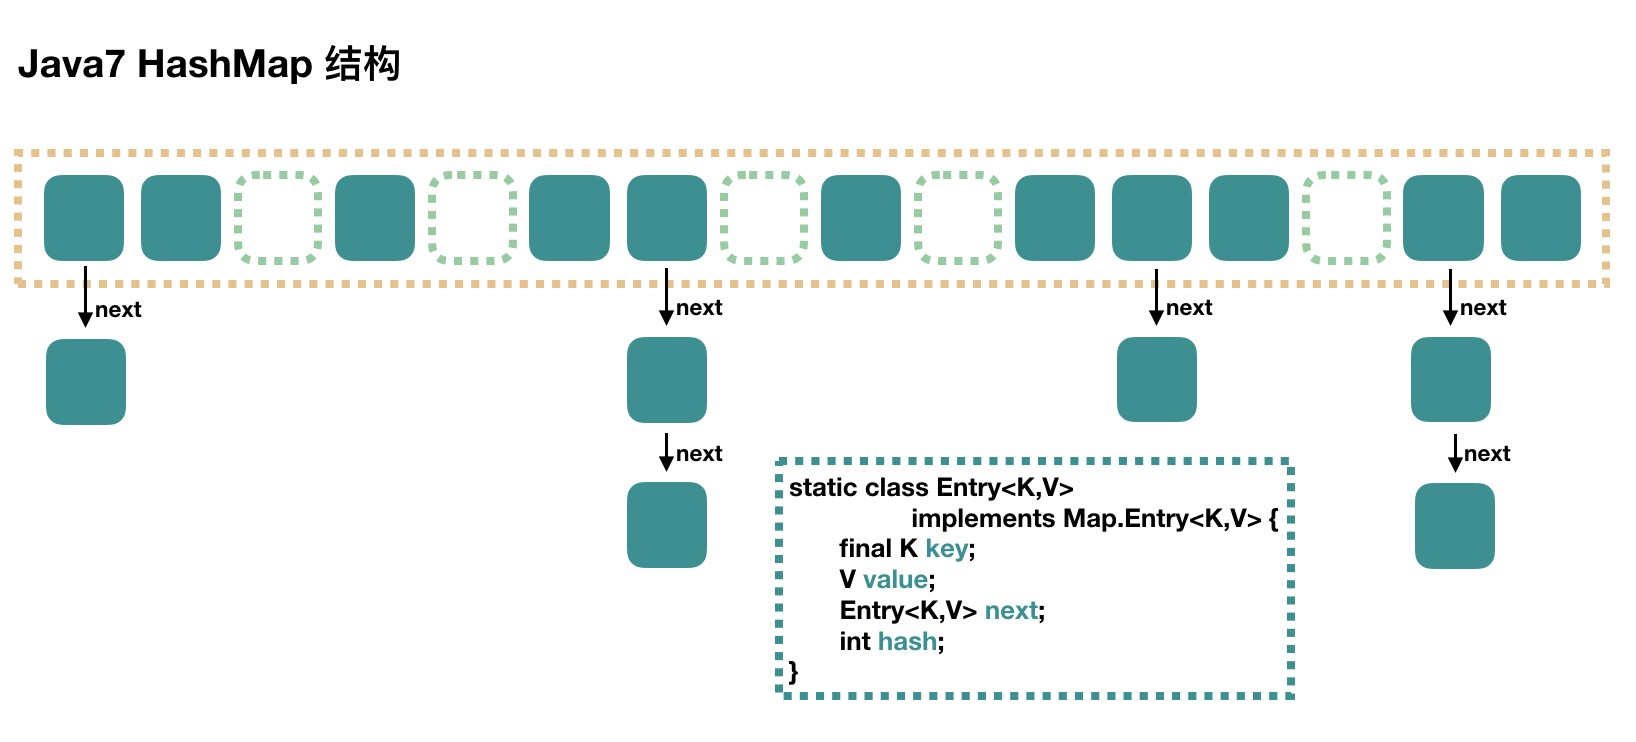 Java7 HashMap 结构
next
next
next
next
next
next
static class Entry<K,V>
implements Map.Entry<K,V> {
final K key;
V value;
Entry<K,V> next;
int hash;
}